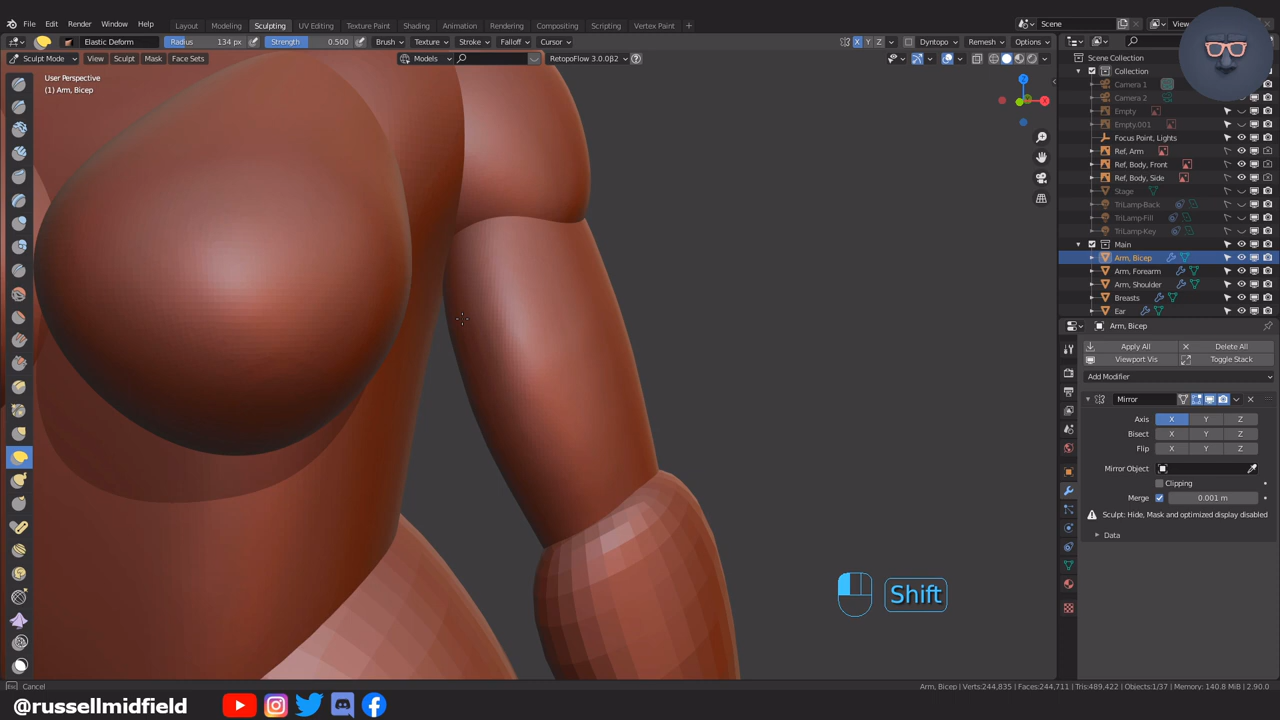 File Edit Render Window Help Layout Modeling Sculpting UV Editing Texture Paint Shading Animation Rendering Compositing Scripting Vertex Paint + Scene
Elastic Deform Radius 134 px Strength 0.500 Brush Texture Stroke Falloff Cursor X Y Z Dyntopo Remesh Options
Sculpt Mode View Sculpt Mask Face Sets Models RetopoFlow 3.0.0β2
User Perspective
(1) Arm, Bicep
Z
X
Scene Collection
Collection
Camera 1
Camera 2
Empty
Empty.001
Focus Point, Lights
Ref, Arm
Ref, Body, Front
Ref, Body, Side
Stage
TriLamp-Back
TriLamp-Fill
TriLamp-Key
Main
Arm, Bicep
Arm, Forearm
Arm, Shoulder
Breasts
Ear
Arm, Bicep
Apply All Delete All
Viewport Vis Toggle Stack
Add Modifier
Mirror
Axis X Y Z
Bisect X Y Z
Flip X Y Z
Mirror Object
Clipping
Merge 0.001 m
Sculpt: Hide, Mask and optimized display disabled
Data
Shift
Cancel Arm, Bicep | Verts:244,835 | Faces:244,711 | Tris:489,422 | Objects:1/37 | Memory: 140.8 MiB | 2.90.0
@russellmidfield